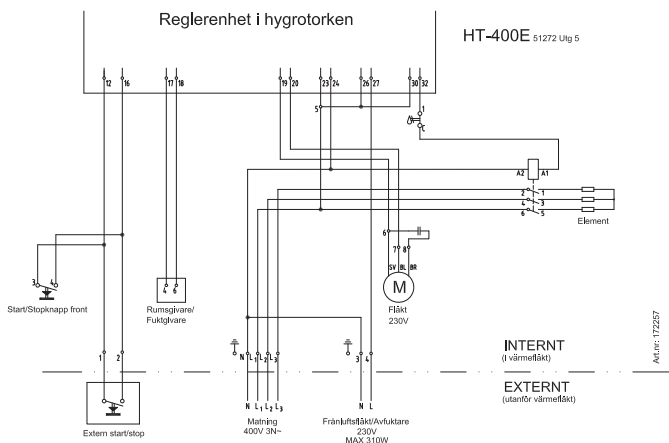 Reglerenhet i hygrotorken
HT-400E 51272 Utg 5
12 16 17 18 19 20 23 24 26 27 30 32
5
1
C
A2 A1
2 1
4 3
6 5
Element
6
7 8
SV BL BR
M
Fläkt
230V
3 4
Start/Stoppknapp front
4 6
Rumsgivare/
Fuktgivare
1 2
N L1 L2 L3
3 4
INTERNT
(I värmefläkt)
EXTERNT
(utanför värmefläkt)
Art.nr: 172257
N L1 L2 L3
N L
Extern start/stop
Matning
400V 3N~
Frånluftsfläkt/Avfuktare
230V
MAX 310W